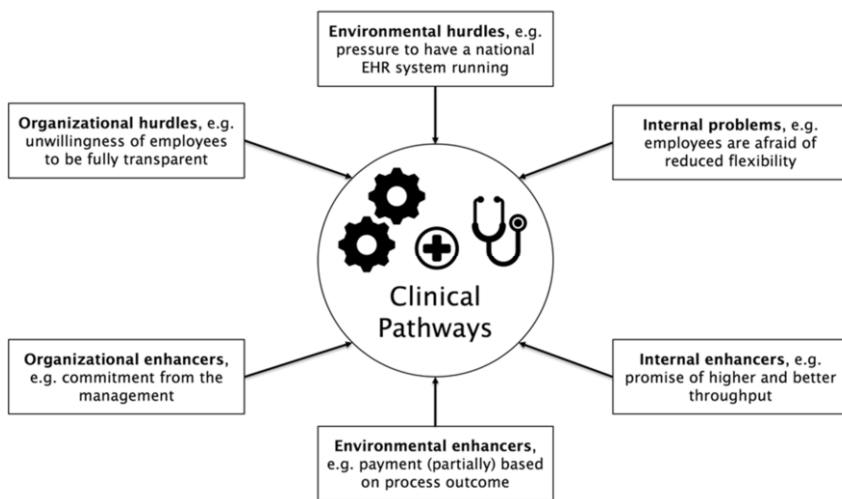 Environmental hurdles, e.g.
pressure to have a national
EHR system running
Organizational hurdles, e.g.
unwillingness of employees
to be fully transparent
Internal problems, e.g.
employees are afraid of
reduced flexibility
Clinical
Pathways
Organizational enhancers,
e.g. commitment from the
management
Internal enhancers, e.g.
promise of higher and better
throughput
Environmental enhancers,
e.g. payment (partially) based
on process outcome